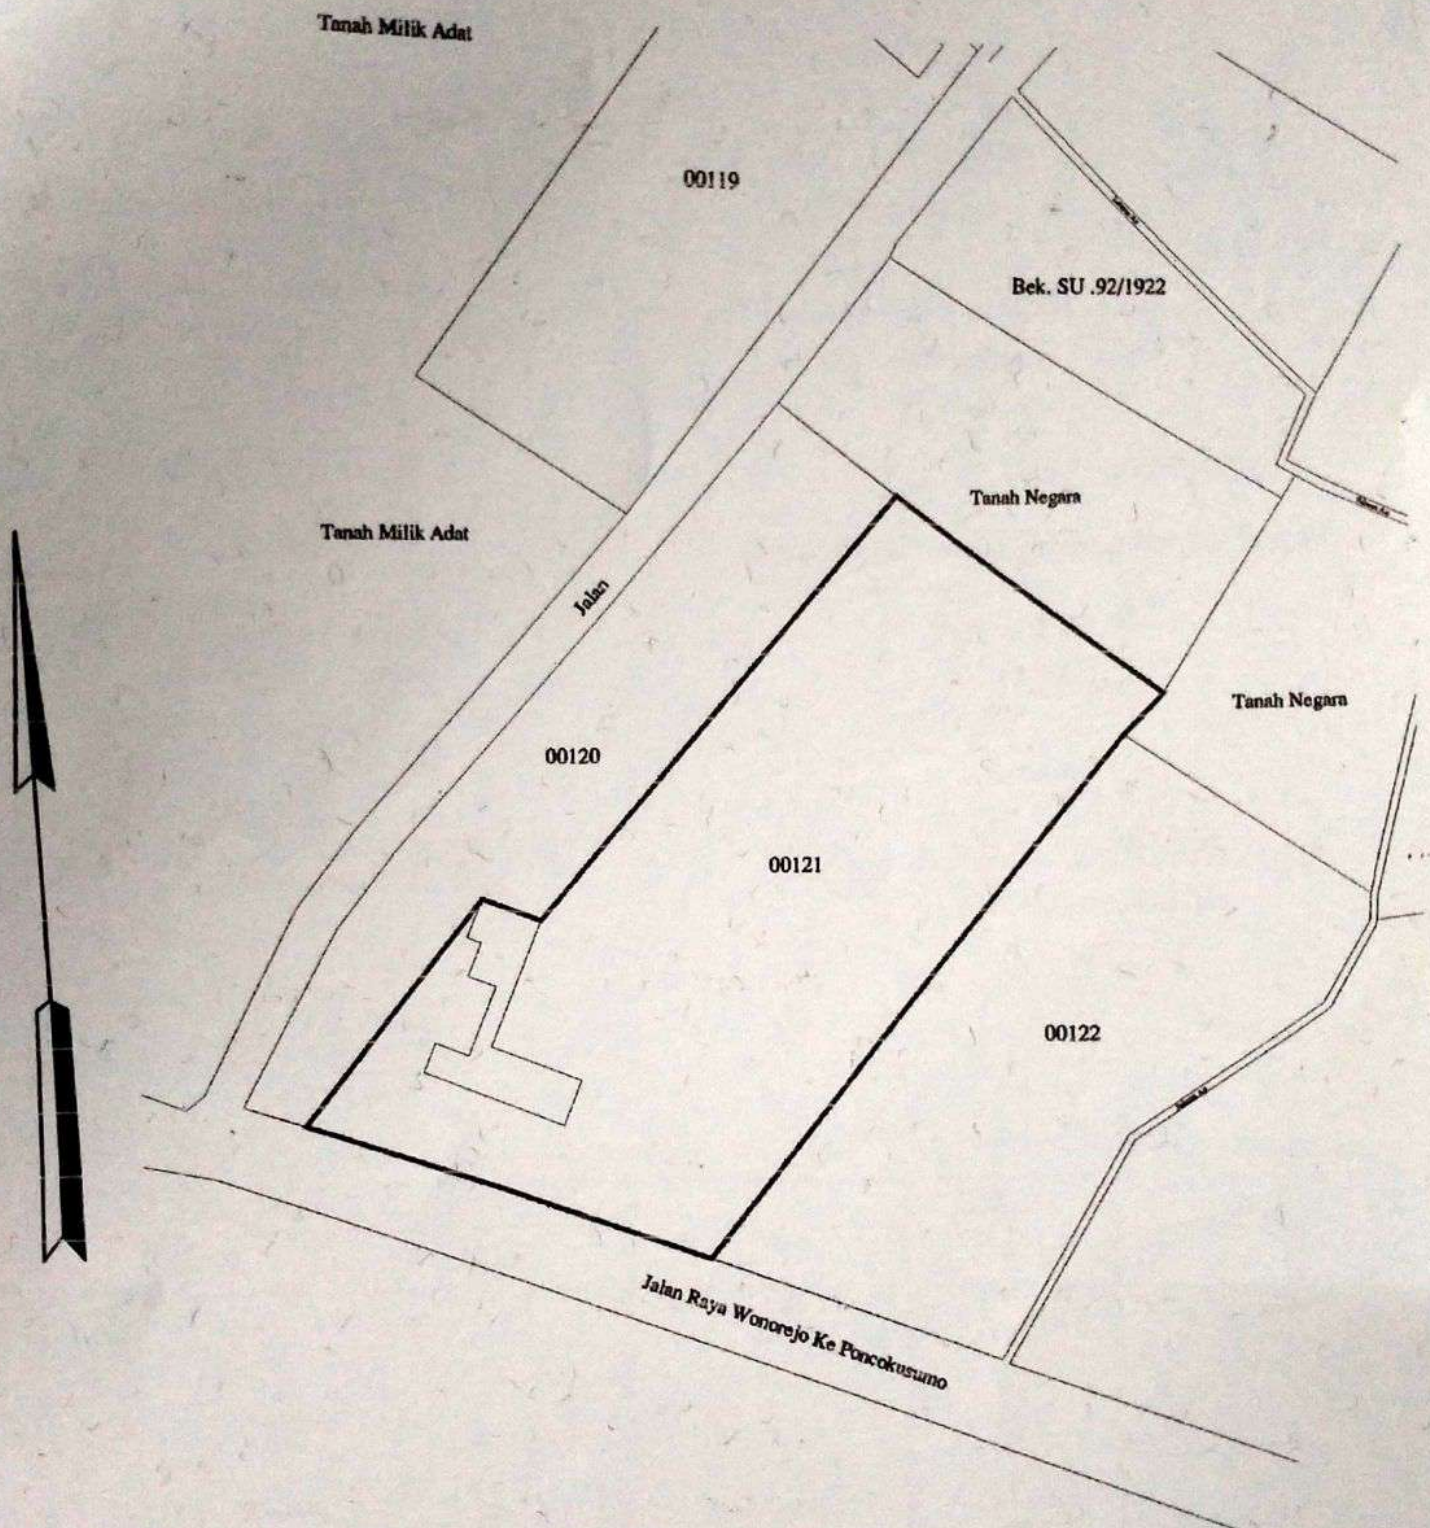 Tanah Milik Adat
00119
Bek. SU .92/1922
Tanah Negara
Tanah Milik Adat
Jalan
Tanah Negara
00120
00121
00122
Jalan Raya Wonorejo Ke Poncokusumo